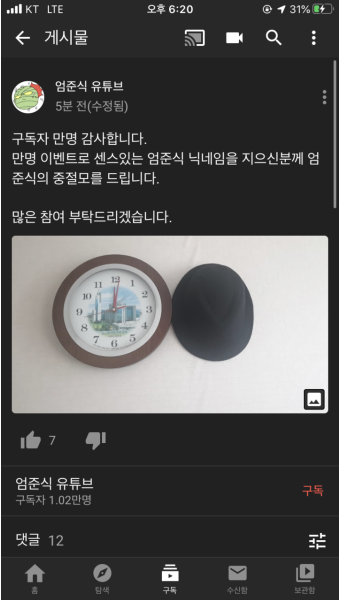 KT LTE 오후 6:20 31%
게시물
엄준식 유튜브
5분 전(수정됨)
구독자 만명 감사합니다.
만명 이벤트로 센스있는 엄준식 닉네임을 지으신분께 엄
준식의 중절모를 드립니다.
많은 참여 부탁드리겠습니다.
12
11 1
10 2
9 3
8 4
7 5
6
7
엄준식 유튜브
구독자 1.02만명
구독
댓글 12
홈 탐색 구독 수신함 보관함